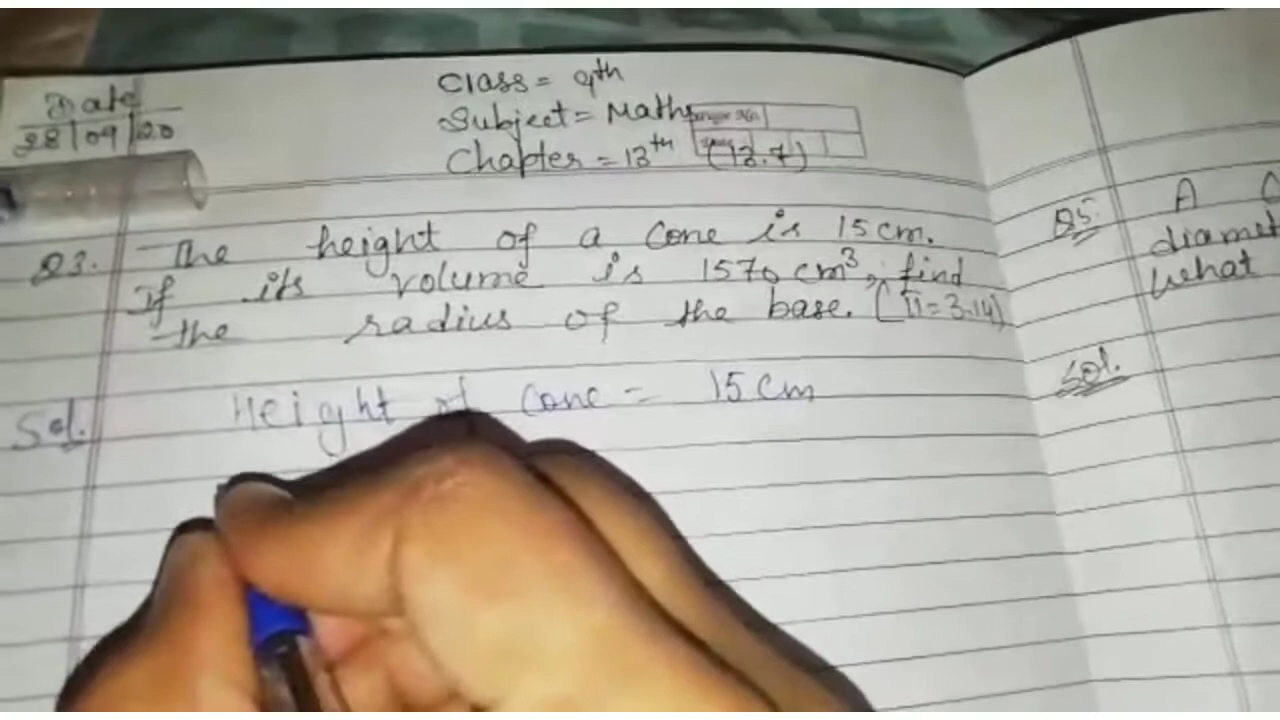 Date
28/09/20
Class = 9th
Subject = Maths
Chapter = 13th (13.7)
Q3. The height of a cone is 15 cm.
If its volume is 1570 cm³, find
the radius of the base. (π=3.14)
Sol. Height of cone = 15 cm
Q5. A
diamet
what
Sol.